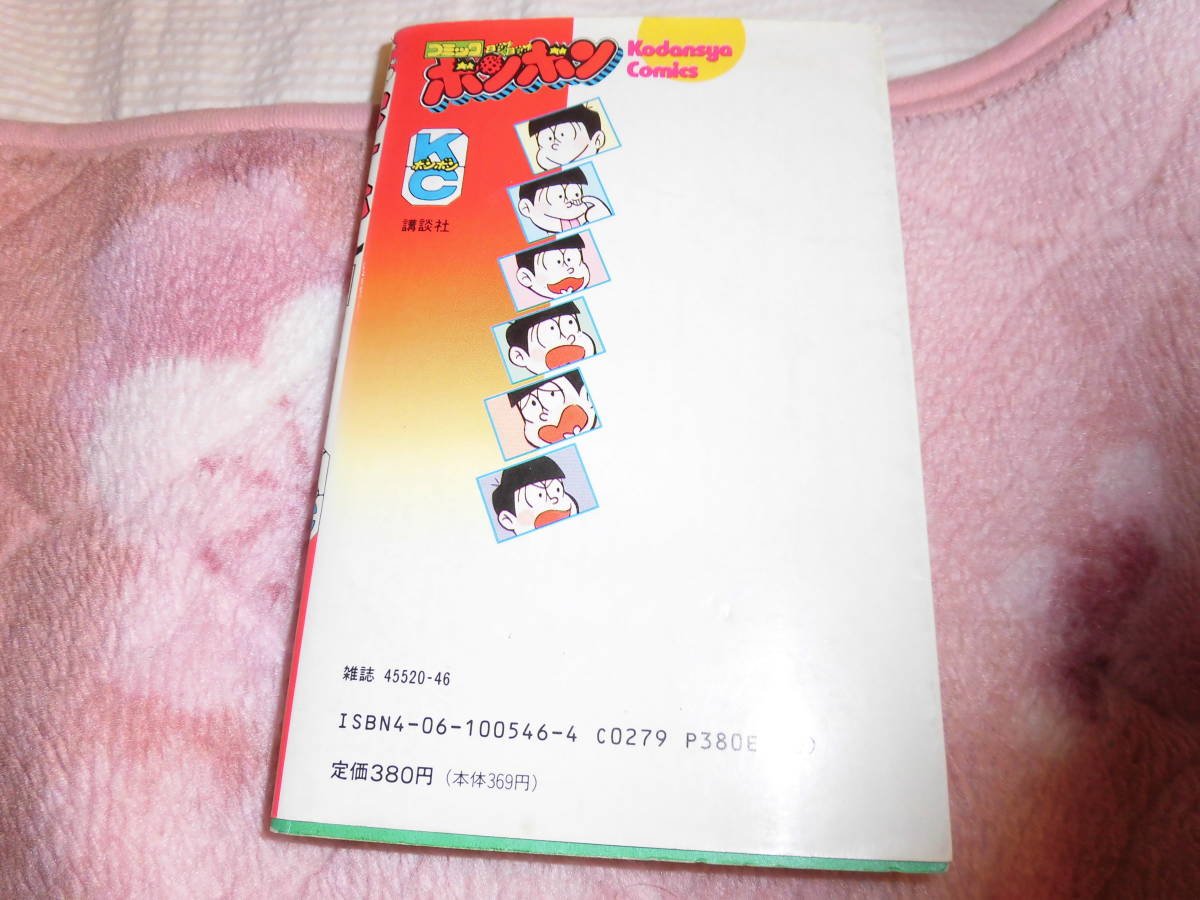 コミック
ボンボン
Kodansya
Comics
K
ボンボン
C
講談社
雑誌 45520-46
ISBN4-06-100546-4 C0279 P380E
定価380円（本体369円）